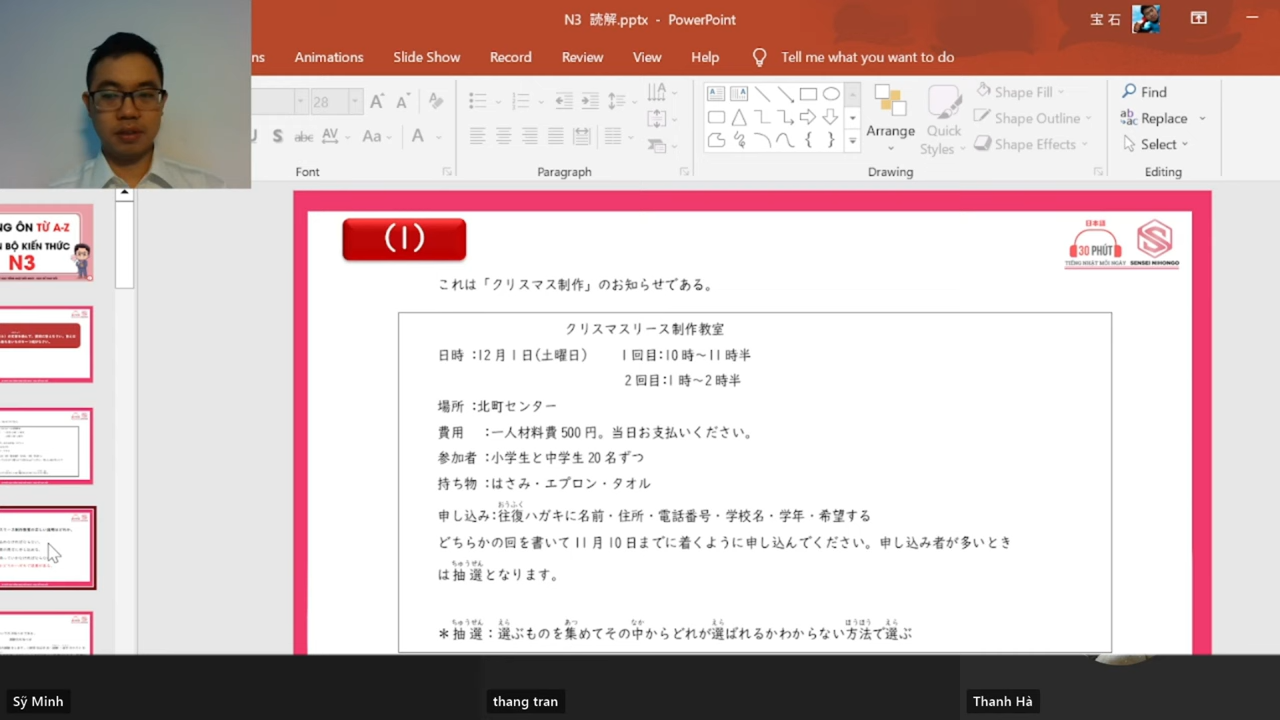 N3 読解.pptx - PowerPoint
宝 石
ns Animations Slide Show Record Review View Help Tell me what you want to do
28
Aa
Font
Paragraph
Arrange
Quick Styles
Shape Fill
Shape Outline
Shape Effects
Drawing
Find
Replace
Select
Editing
NG ÔN TỪ A-Z
N BỘ KIẾN THỨC
N3
(1)
日本語
30 PHÚT
TIẾNG NHẬT MỖI NGÀY
SENSEI NIHONGO
これは「クリスマス制作」のお知らせである。
クリスマスリース制作教室
日時 :12月1日(土曜日) 1回目:10時~11時半
2回目:1時~2時半
場所 :北町センター
費用 :一人材料費500円。当日お支払いください。
参加者 :小学生と中学生20名ずつ
持ち物 :はさみ・エプロン・タオル
おうふく
申し込み:往復ハガキに名前・住所・電話番号・学校名・学年・希望する
どちらかの回を書いて11月10日までに着くように申し込んでください。申し込み者が多いとき
ちゅうせん
は抽選となります。
ちゅうせん えら あつ なか えら ほうほう えら
*抽選:選ぶものを集めてその中からどれが選ばれるかわからない方法で選ぶ
Sỹ Minh
thang tran
Thanh Hà